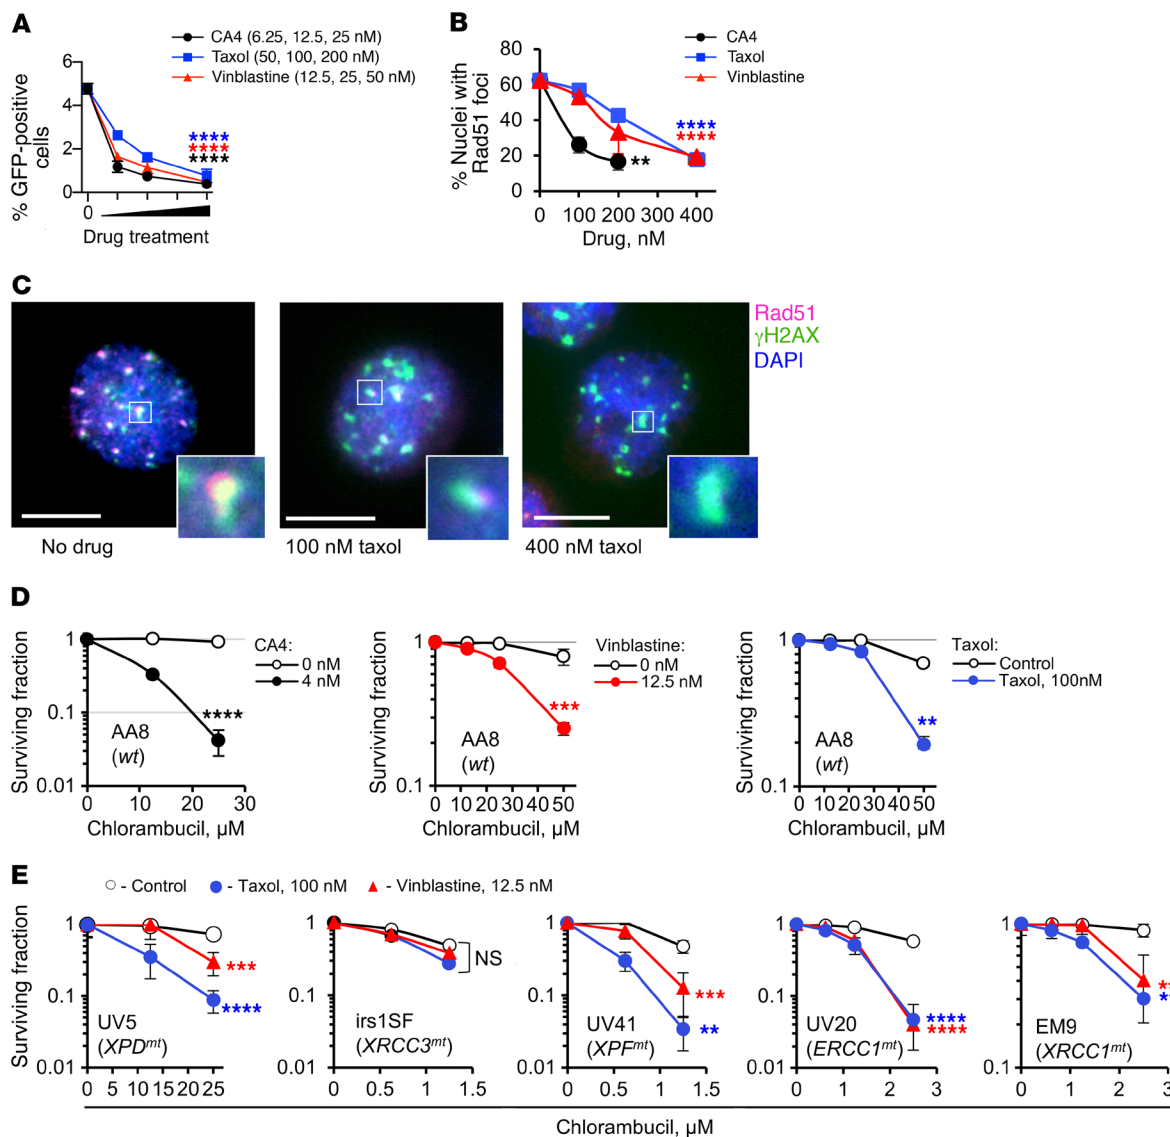 A
CA4 (6.25, 12.5, 25 nM)
Taxol (50, 100, 200 nM)
Vinblastine (12.5, 25, 50 nM)
% GFP-positive
cells
6
4
2
0
****
****
****
0
Drug treatment
B
CA4
Taxol
Vinblastine
% Nuclei with
Rad51 foci
80
60
40
20
0
**
****
****
0 100 200 300 400
Drug, nM
C
Rad51
γH2AX
DAPI
No drug
100 nM taxol
400 nM taxol
D
Surviving fraction
1
0.1
0.01
CA4:
0 nM
4 nM
****
AA8
(wt)
0 10 20 30
Chlorambucil, µM
Surviving fraction
1
0.1
Vinblastine:
0 nM
12.5 nM
***
AA8
(wt)
0 10 20 30 40 50
Chlorambucil, µM
Surviving fraction
1
0.1
Taxol:
Control
Taxol, 100nM
**
AA8
(wt)
0 10 20 30 40 50
Chlorambucil, µM
E
- Control - Taxol, 100 nM - Vinblastine, 12.5 nM
Surviving fraction
1
0.1
0.01
***
****
UV5
(XPDmt)
0 5 10 15 20 25
1
0.1
0.01
NS
irs1SF
(XRCC3mt)
0 0.5 1.0 1.5
1
0.1
0.01
***
**
UV41
(XPFmt)
0 0.5 1.0 1.5
1
0.1
0.01
****
****
UV20
(ERCC1mt)
0 1 2 3
1
0.1
**
**
EM9
(XRCC1mt)
0 1 2 3
Chlorambucil, µM